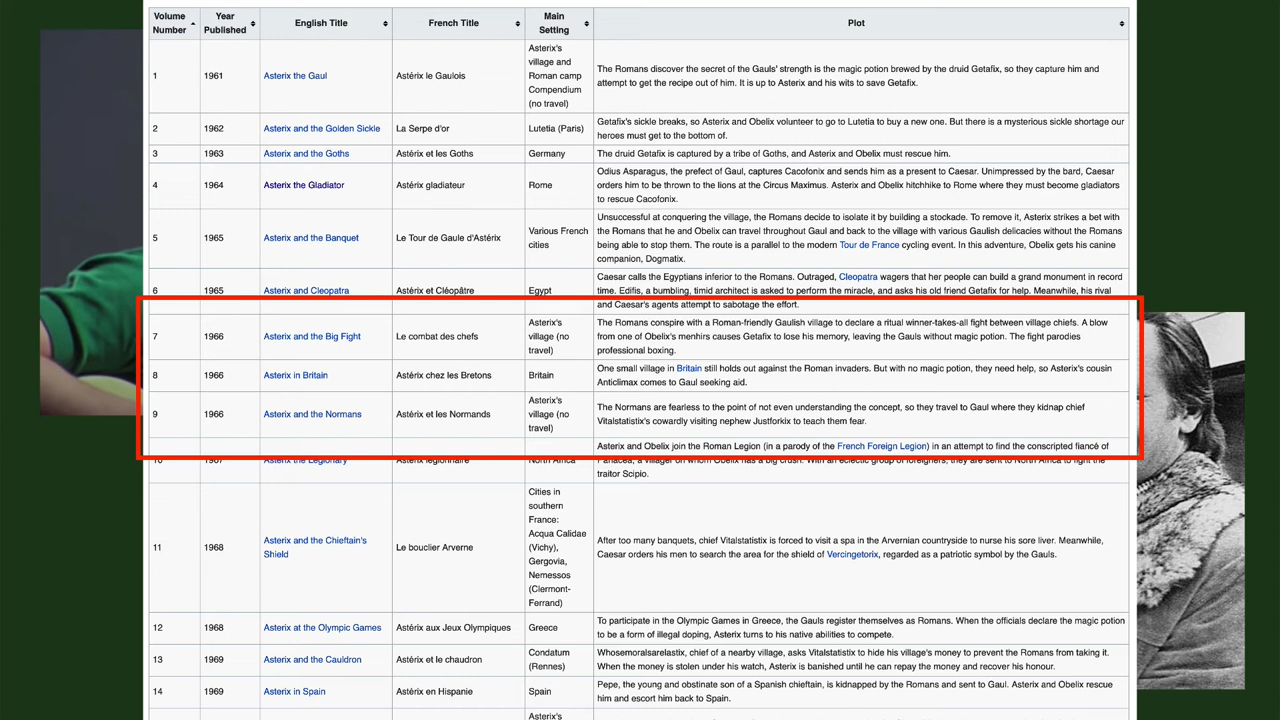 Volume Number Year Published English Title French Title Main Setting Plot
1 1961 Asterix the Gaul Astérix le Gaulois Asterix's village and Roman camp Compendium (no travel) The Romans discover the secret of the Gauls' strength is the magic potion brewed by the druid Getafix, so they capture him and
attempt to get the recipe out of him. It is up to Asterix and his wits to save Getafix.
2 1962 Asterix and the Golden Sickle La Serpe d'or Lutetia (Paris) Getafix's sickle breaks, so Asterix and Obelix volunteer to go to Lutetia to buy a new one. But there is a mysterious sickle shortage our
heroes must get to the bottom of.
3 1963 Asterix and the Goths Astérix et les Goths Germany The druid Getafix is captured by a tribe of Goths, and Asterix and Obelix must rescue him.
4 1964 Asterix the Gladiator Astérix gladiateur Rome Odius Asparagus, the prefect of Gaul, captures Cacofonix and sends him as a present to Caesar. Unimpressed by the bard, Caesar
orders him to be thrown to the lions at the Circus Maximus. Asterix and Obelix hitchhike to Rome where they must become gladiators
to rescue Cacofonix.
5 1965 Asterix and the Banquet Le Tour de Gaule d'Astérix Various French cities Unsuccessful at conquering the village, the Romans decide to isolate it by building a stockade. To remove it, Asterix strikes a bet with
the Romans that he and Obelix can travel throughout Gaul and back to the village with various Gaulish delicacies without the Romans
being able to stop them. The route is a parallel to the modern Tour de France cycling event. In this adventure, Obelix gets his canine
companion, Dogmatix.
6 1965 Asterix and Cleopatra Astérix et Cléopâtre Egypt Caesar calls the Egyptians inferior to the Romans. Outraged, Cleopatra wagers that her people can build a grand monument in record
time. Edifis, a bumbling, timid architect is asked to perform the miracle, and asks his old friend Getafix for help. Meanwhile, his rival
and Caesar's agents attempt to sabotage the effort.
7 1966 Asterix and the Big Fight Le combat des chefs Asterix's village (no travel) The Romans conspire with a Roman-friendly Gaulish village to declare a ritual winner-takes-all fight between village chiefs. A blow
from one of Obelix's menhirs causes Getafix to lose his memory, leaving the Gauls without magic potion. The fight parodies
professional boxing.
8 1966 Asterix in Britain Astérix chez les Bretons Britain One small village in Britain still holds out against the Roman invaders. But with no magic potion, they need help, so Asterix's cousin
Anticlimax comes to Gaul seeking aid.
9 1966 Asterix and the Normans Astérix et les Normands Asterix's village (no travel) The Normans are fearless to the point of not even understanding the concept, so they travel to Gaul where they kidnap chief
Vitalstatistix's cowardly visiting nephew Justforkix to teach them fear.
Asterix and Obelix join the Roman Legion (in a parody of the French Foreign Legion) in an attempt to find the conscripted fiancé of
10 1967 Asterix the Legionary Astérix légionnaire North Africa Panacea, a villager on whom Obelix has a big crush. With an eclectic group of foreigners, they are sent to North Africa to fight the
traitor Scipio.
11 1968 Asterix and the Chieftain's Shield Le bouclier Arverne Cities in southern France: Acqua Calidae (Vichy), Gergovia, Nemessos (Clermont-Ferrand) After too many banquets, chief Vitalstatistix is forced to visit a spa in the Arvernian countryside to nurse his sore liver. Meanwhile,
Caesar orders his men to search the area for the shield of Vercingetorix, regarded as a patriotic symbol by the Gauls.
12 1968 Asterix at the Olympic Games Astérix aux Jeux Olympiques Greece To participate in the Olympic Games in Greece, the Gauls register themselves as Romans. When the officials declare the magic potion
to be a form of illegal doping, Asterix turns to his native abilities to compete.
13 1969 Asterix and the Cauldron Astérix et le chaudron Condatum (Rennes) Whosemoralsarelastix, chief of a nearby village, asks Vitalstatistix to hide his village's money to prevent the Romans from taking it.
When the money is stolen under his watch, Asterix is banished until he can repay the money and recover his honour.
14 1969 Asterix in Spain Astérix en Hispanie Spain Pepe, the young and obstinate son of a Spanish chieftain, is kidnapped by the Romans and sent to Gaul. Asterix and Obelix rescue
him and escort him back to Spain.
Asterix's